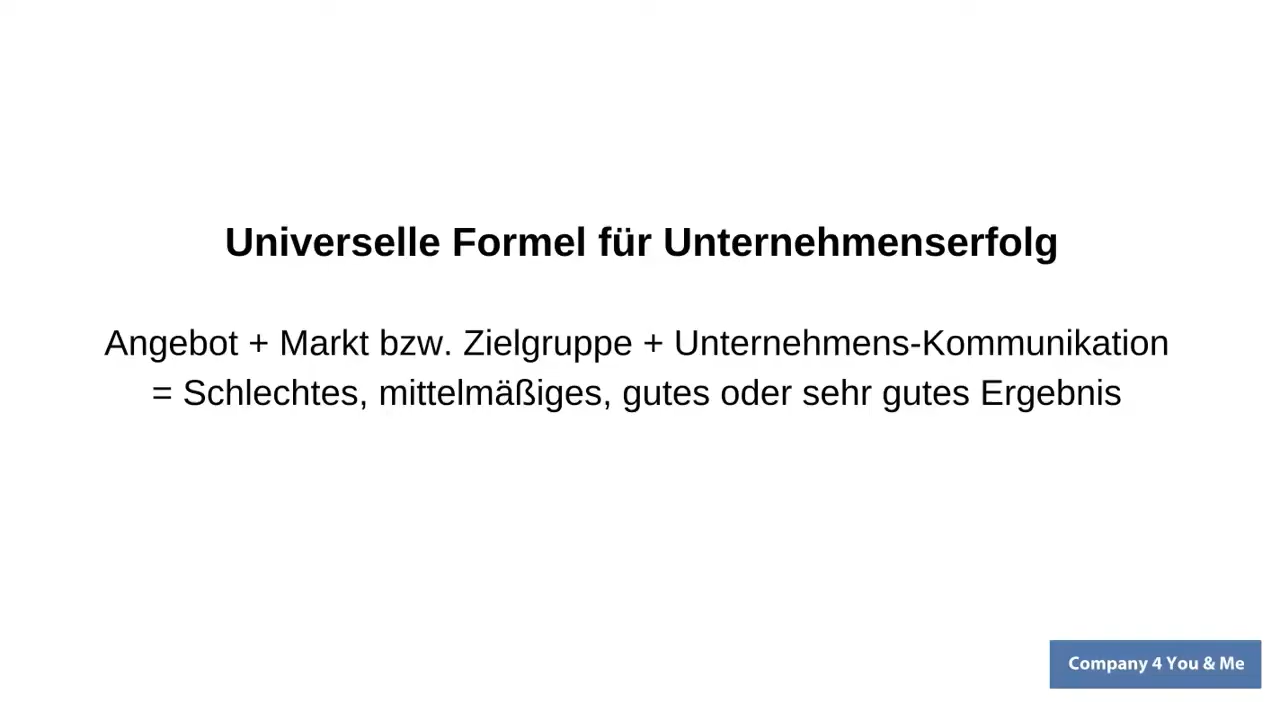 Universelle Formel für Unternehmenserfolg
Angebot + Markt bzw. Zielgruppe + Unternehmens-Kommunikation
= Schlechtes, mittelmäßiges, gutes oder sehr gutes Ergebnis
Company 4 You & Me